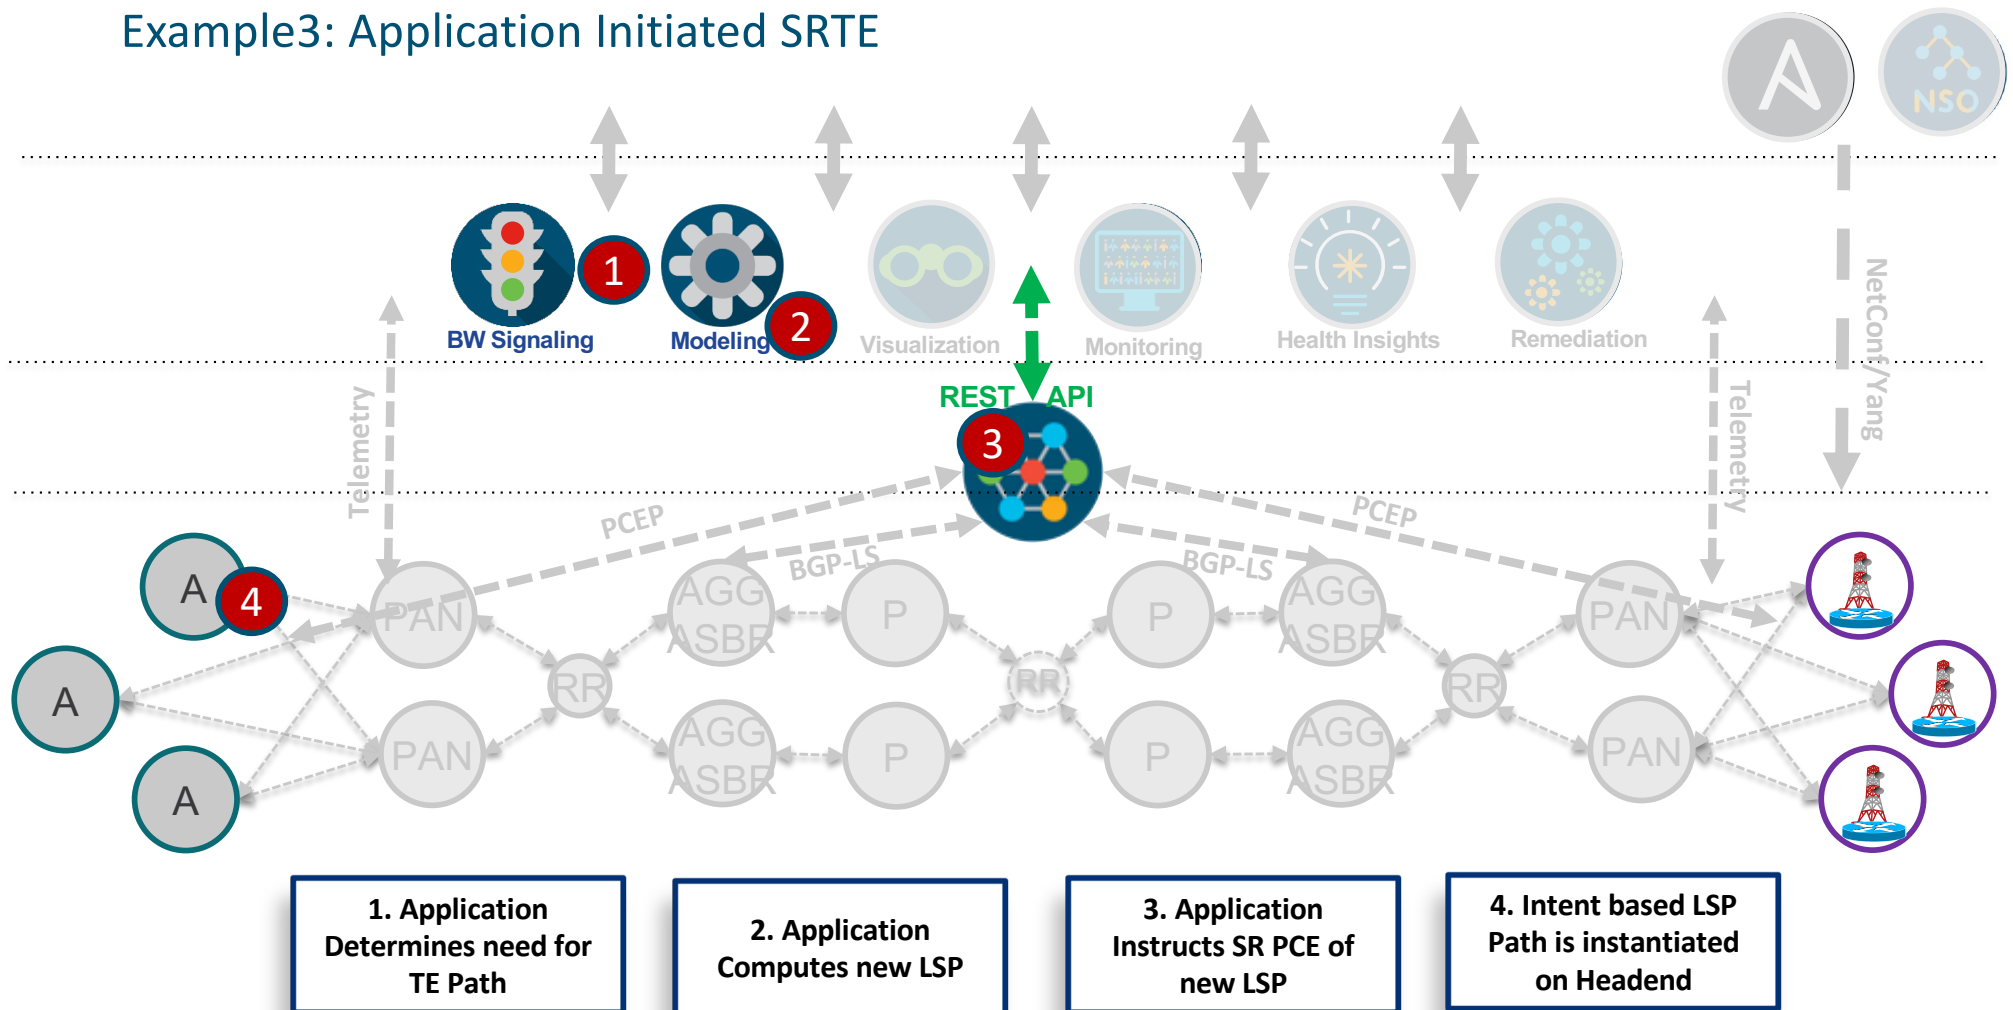 Example3: Application Initiated SRTE
NSO
1
2
BW Signaling
Modeling
Visualization
Monitoring
Health Insights
Remediation
NetConf/Yang
Telemetry
Telemetry
REST API
3
PCEP
PCEP
BGP-LS
BGP-LS
A
4
PAN
AGG
ASBR
P
P
AGG
ASBR
PAN
A
RR
RR
RR
A
PAN
AGG
ASBR
P
P
AGG
ASBR
PAN
1. Application
Determines need for
TE Path
2. Application
Computes new LSP
3. Application
Instructs SR PCE of
new LSP
4. Intent based LSP
Path is instantiated
on Headend